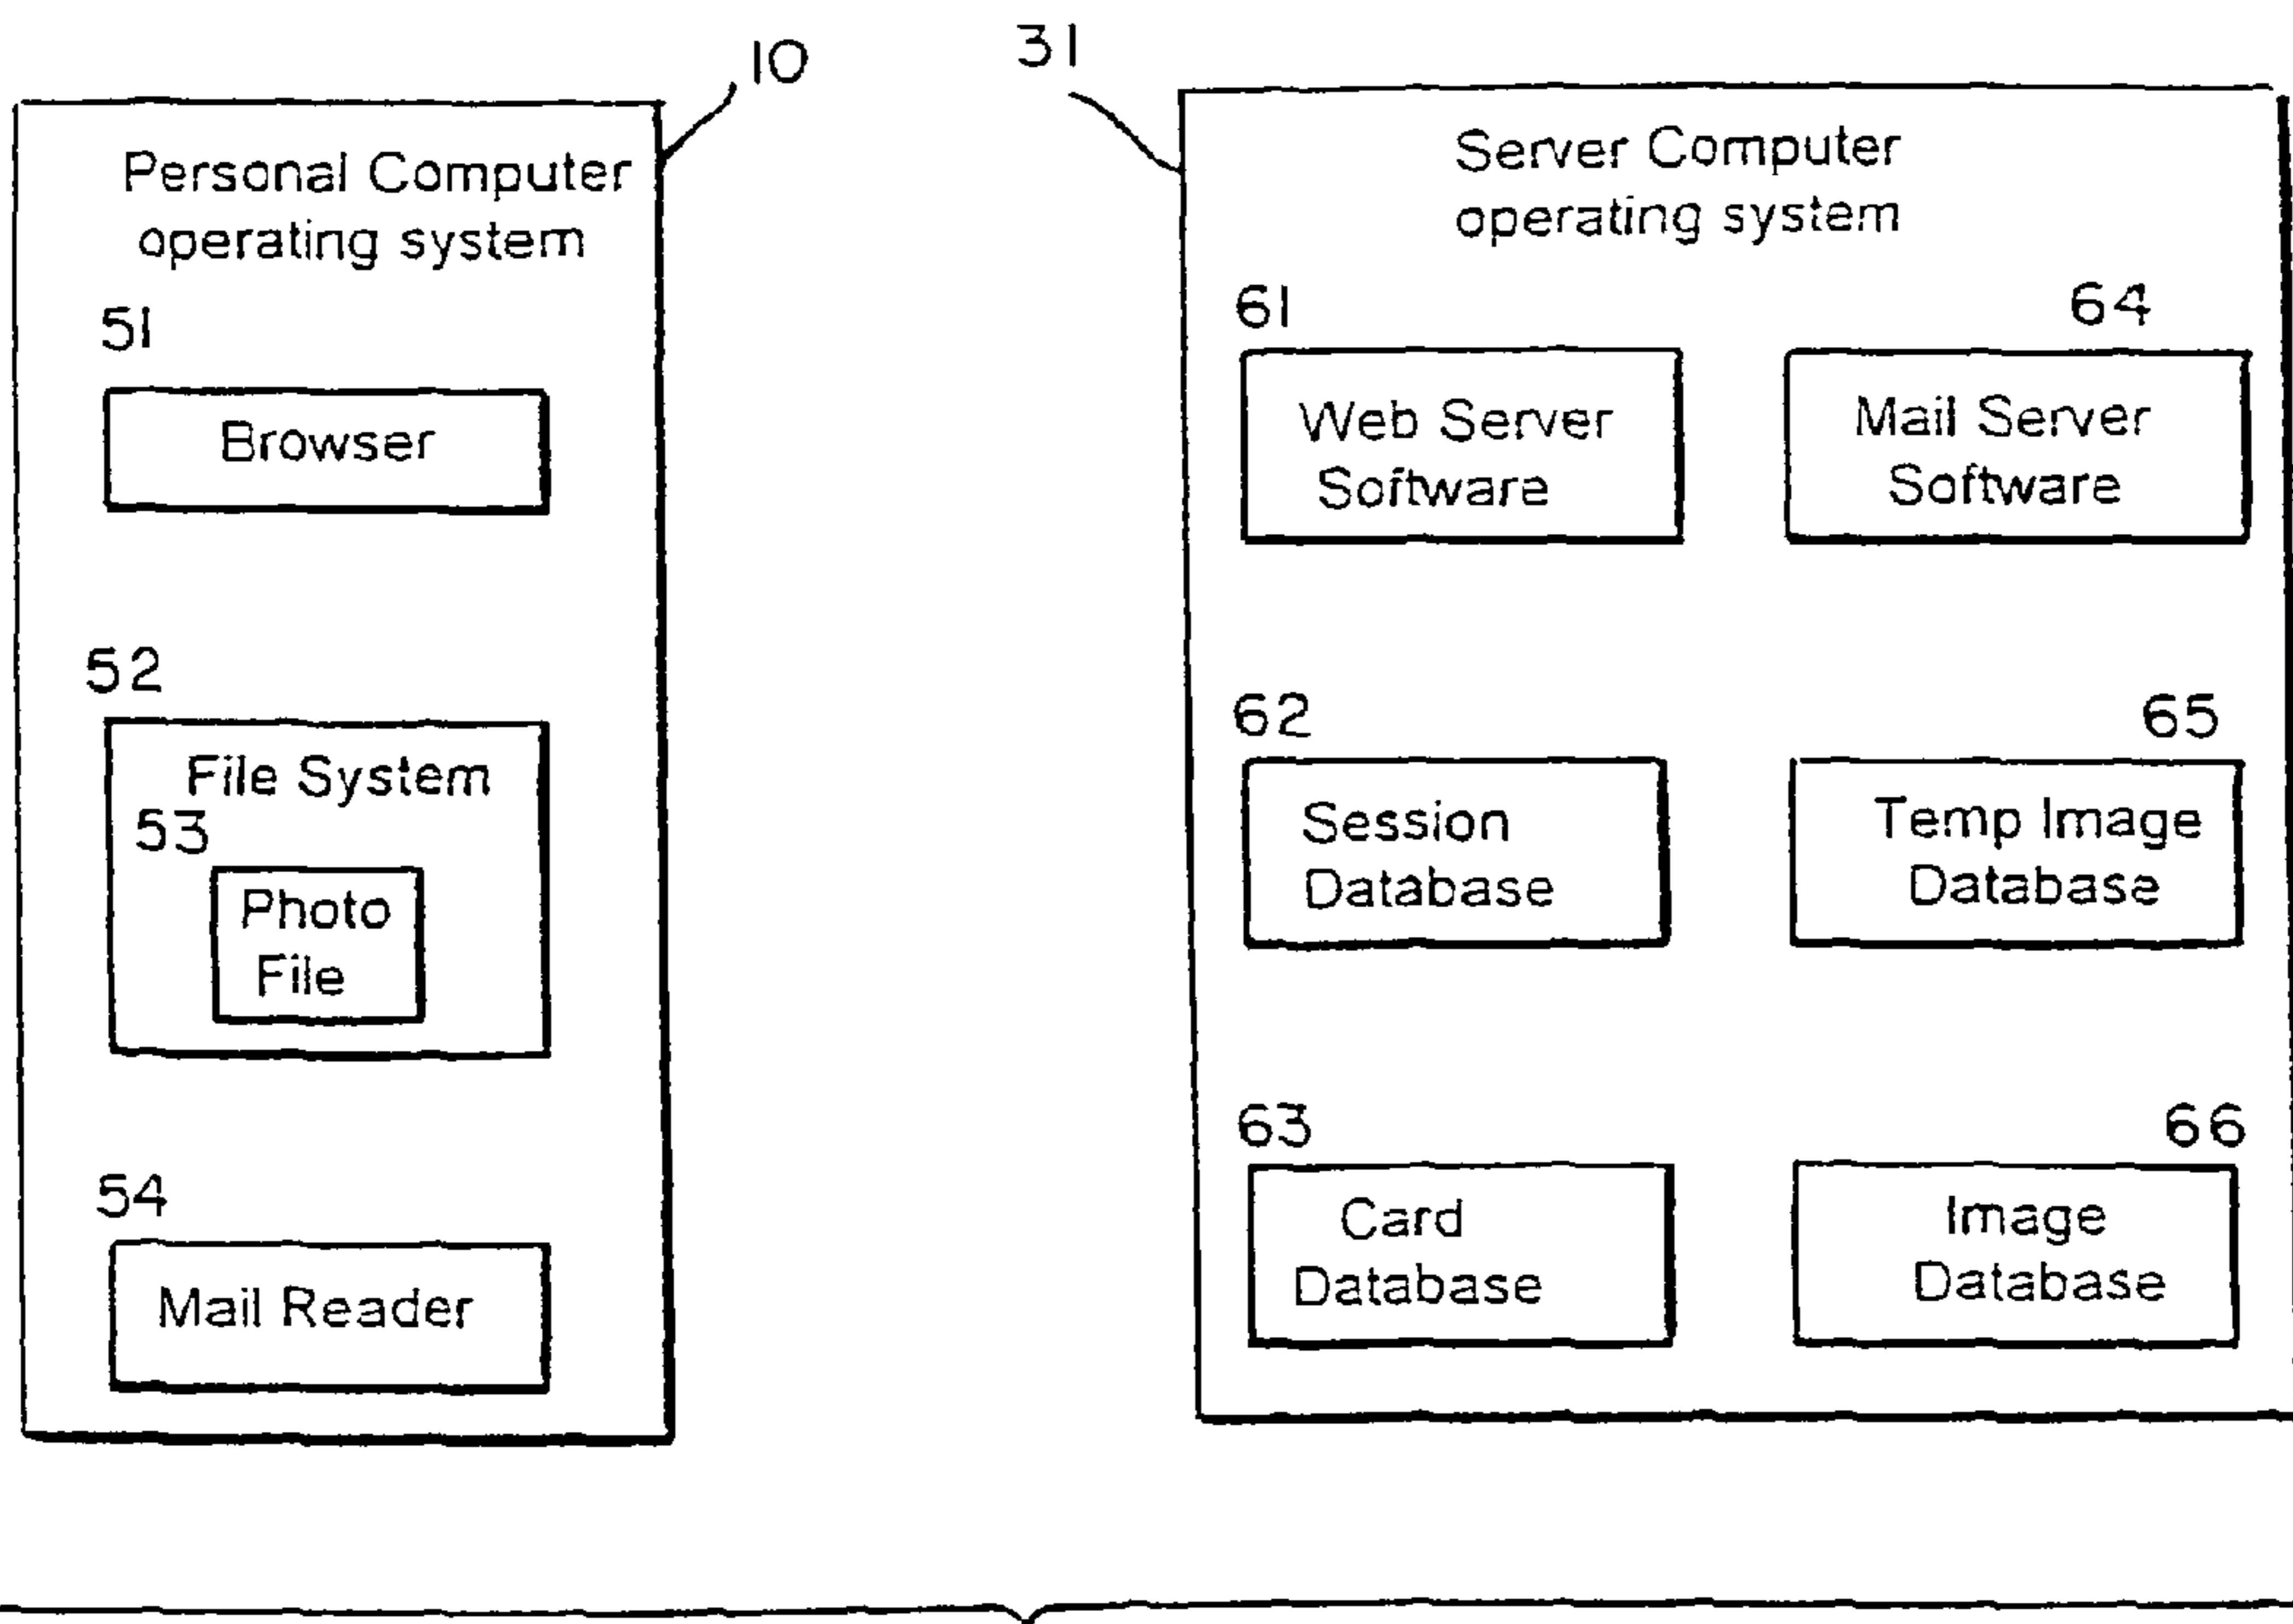 10
Personal Computer
operating system
51
Browser
52
File System
53
Photo
File
54
Mail Reader
31
Server Computer
operating system
61
Web Server
Software
64
Mail Server
Software
62
Session
Database
65
Temp Image
Database
63
Card
Database
66
Image
Database